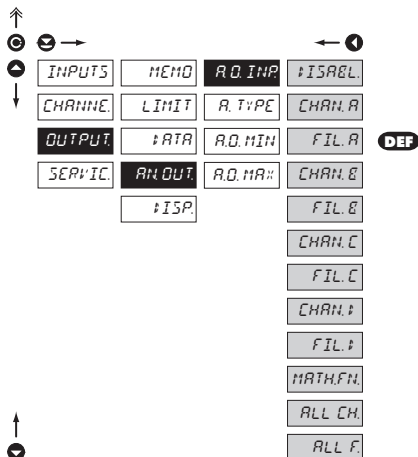 INPUTS MEMO A.O. INP. DISABL.
CHANNE. LIMIT A. TYPE CHAN. A
OUTPUT. DATA A.O. MIN FIL. A DEF
SERVIC. AN. OUT. A.O. MAX CHAN. B
DISP. FIL. B
CHAN. C
FIL. C
CHAN. D
FIL. D
MATH.FN.
ALL CH.
ALL F.